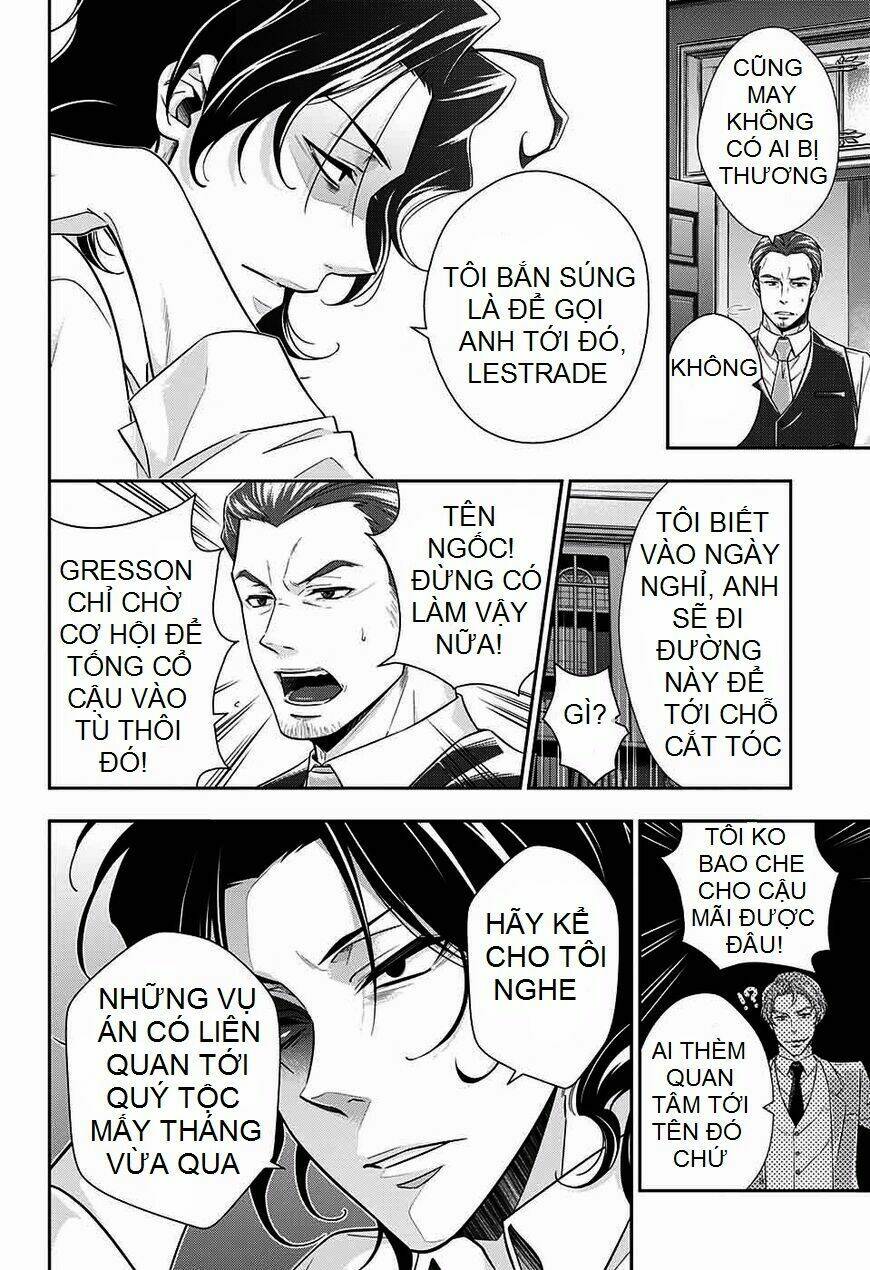 CŨNG
MAY
KHÔNG
CÓ AI BỊ
THƯƠNG
KHÔNG
TÔI BẮN SÚNG
LÀ ĐỂ GỌI
ANH TỚI ĐÓ,
LESTRADE
TÔI BIẾT
VÀO NGÀY
NGHỈ, ANH
SẼ ĐI
ĐƯỜNG
NÀY ĐỂ
TỚI CHỖ
CẮT TÓC
GÌ?
TÊN
NGỐC!
ĐỪNG CÓ
LÀM VẬY
NỮA!
GRESSON
CHỈ CHỜ
CƠ HỘI ĐỂ
TỐNG CỔ
CẬU VÀO
TÙ THÔI
ĐÓ!
TÔI KO
BAO CHE
CHO CẬU
MÃI ĐƯỢC
ĐÂU!
!?
AI THÈM
QUAN
TÂM TỚI
TÊN ĐÓ
CHỨ
HÃY KỂ
CHO TÔI
NGHE
NHỮNG VỤ
ÁN CÓ LIÊN
QUAN TỚI
QUÝ TỘC
MẤY THÁNG
VỪA QUA